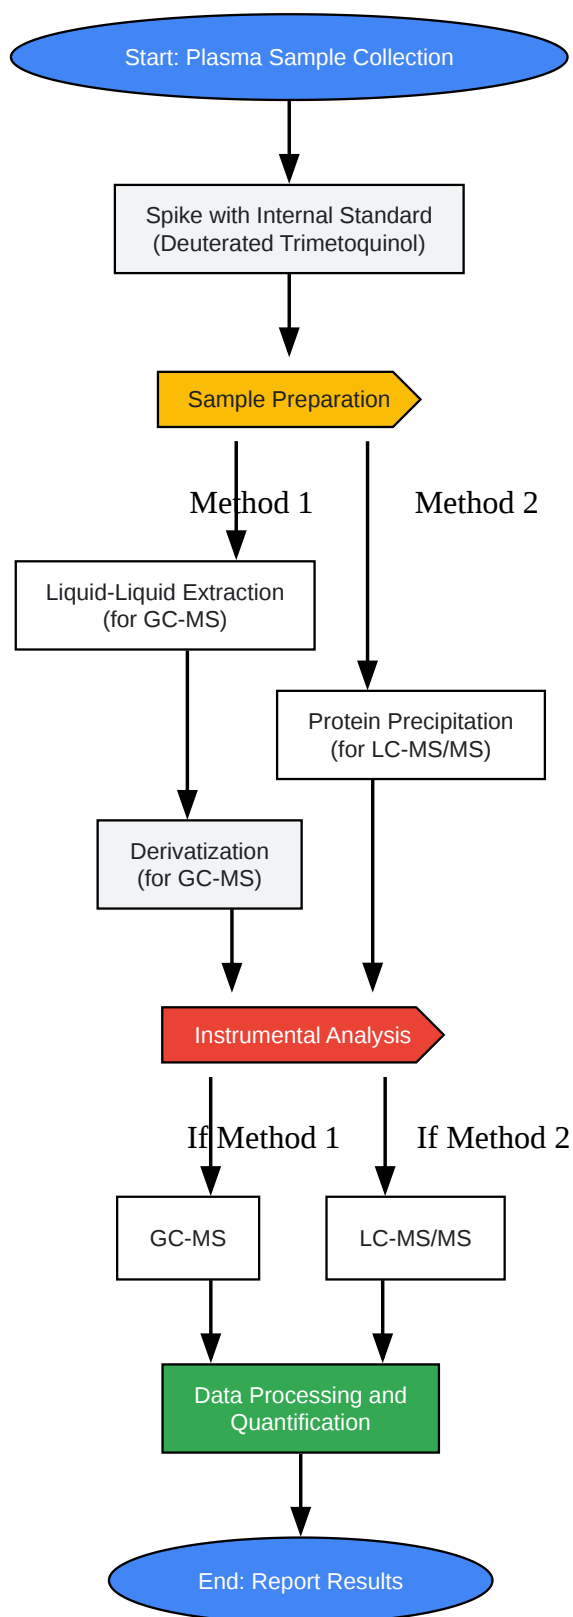 Start: Plasma Sample Collection
Spike with Internal Standard
(Deuterated Trimetoquinol)
Sample Preparation
Method 1
Method 2
Liquid-Liquid Extraction
(for GC-MS)
Protein Precipitation
(for LC-MS/MS)
Derivatization
(for GC-MS)
Instrumental Analysis
If Method 1
If Method 2
GC-MS
LC-MS/MS
Data Processing and
Quantification
End: Report Results